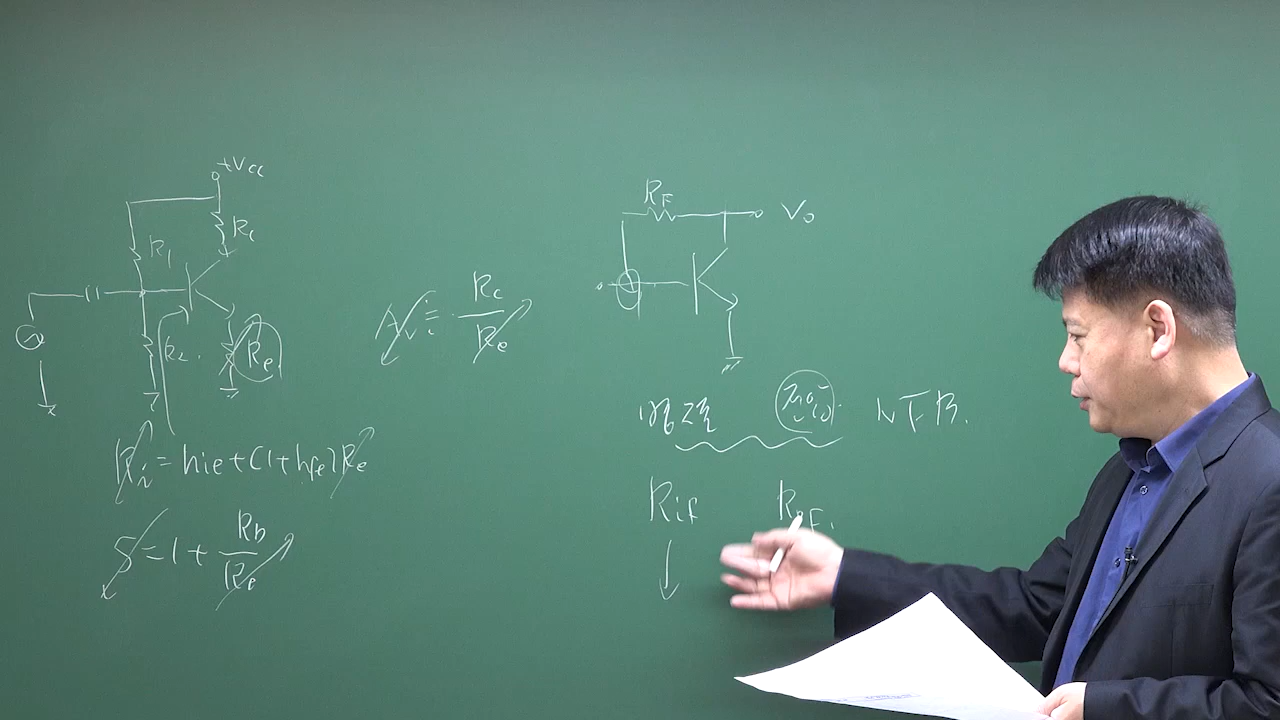 +Vcc
Rc
R1
R2
Re
Av ≒ - Rc / Re
Ri = hie + (1 + hfe) Re
S = 1 + Rb / Re
RF
Vo
NFB.
Rif